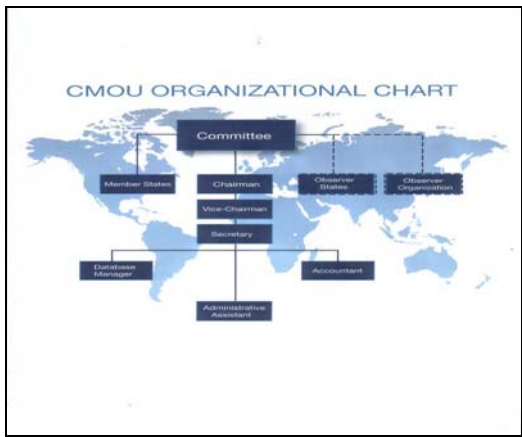 CMOU ORGANIZATIONAL CHART
Committee
Member States
Chairman
Observer
States
Observer
Organization
Vice-Chairman
Secretary
Database
Manager
Accountant
Administrative
Assistant